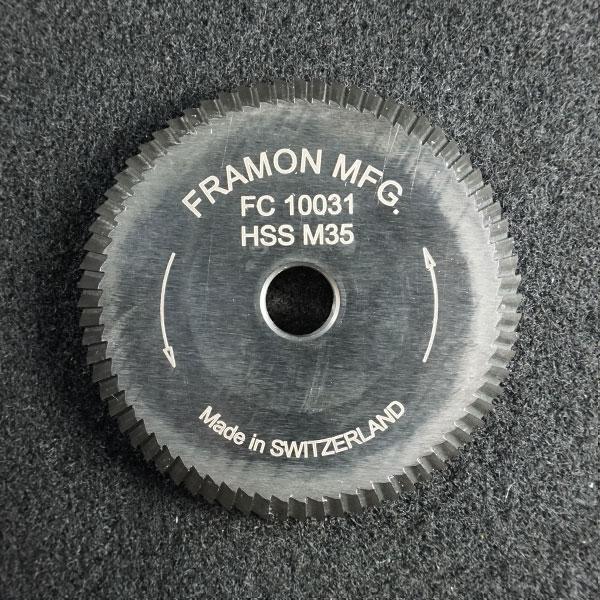 FRAMON MFG.
FC 10031
HSS M35
Made in SWITZERLAND